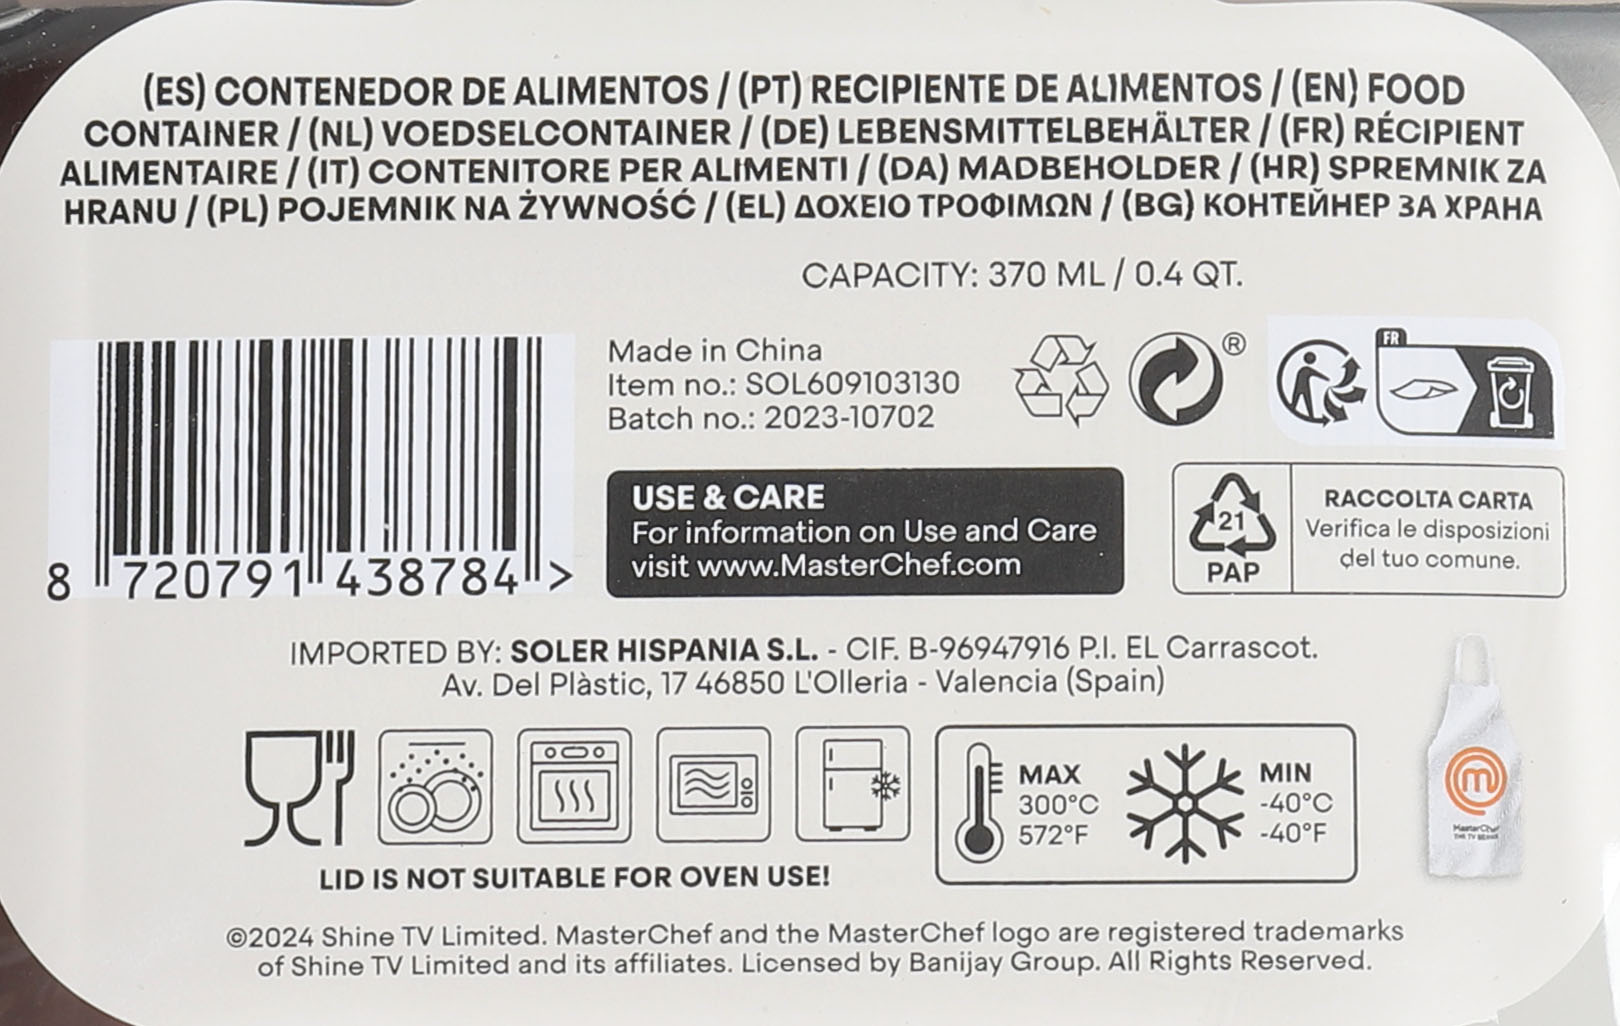 (ES) CONTENEDOR DE ALIMENTOS / (PT) RECIPIENTE DE ALIMENTOS / (EN) FOOD
CONTAINER / (NL) VOEDSELCONTAINER / (DE) LEBENSMITTELBEHÄLTER / (FR) RÉCIPIENT
ALIMENTAIRE / (IT) CONTENITORE PER ALIMENTI / (DA) MADBEHOLDER / (HR) SPREMNIK ZA
HRANU / (PL) POJEMNIK NA ŻYWNOŚĆ / (EL) ΔΟΧΕΙΟ ΤΡΟΦΙΜΩΝ / (BG) КОНТЕЙНЕР ЗА ХРАНА
CAPACITY: 370 ML / 0.4 QT.
Made in China
Item no.: SOL609103130
Batch no.: 2023-10702
®
FR
8 720791 438784 >
USE & CARE
For information on Use and Care
visit www.MasterChef.com
21
PAP
RACCOLTA CARTA
Verifica le disposizioni
del tuo comune.
IMPORTED BY: SOLER HISPANIA S.L. - CIF. B-96947916 P.I. EL Carrascot.
Av. Del Plàstic, 17 46850 L'Olleria - Valencia (Spain)
MAX
300°C
572°F
MIN
-40°C
-40°F
m
MasterChef
LID IS NOT SUITABLE FOR OVEN USE!
©2024 Shine TV Limited. MasterChef and the MasterChef logo are registered trademarks
of Shine TV Limited and its affiliates. Licensed by Banijay Group. All Rights Reserved.